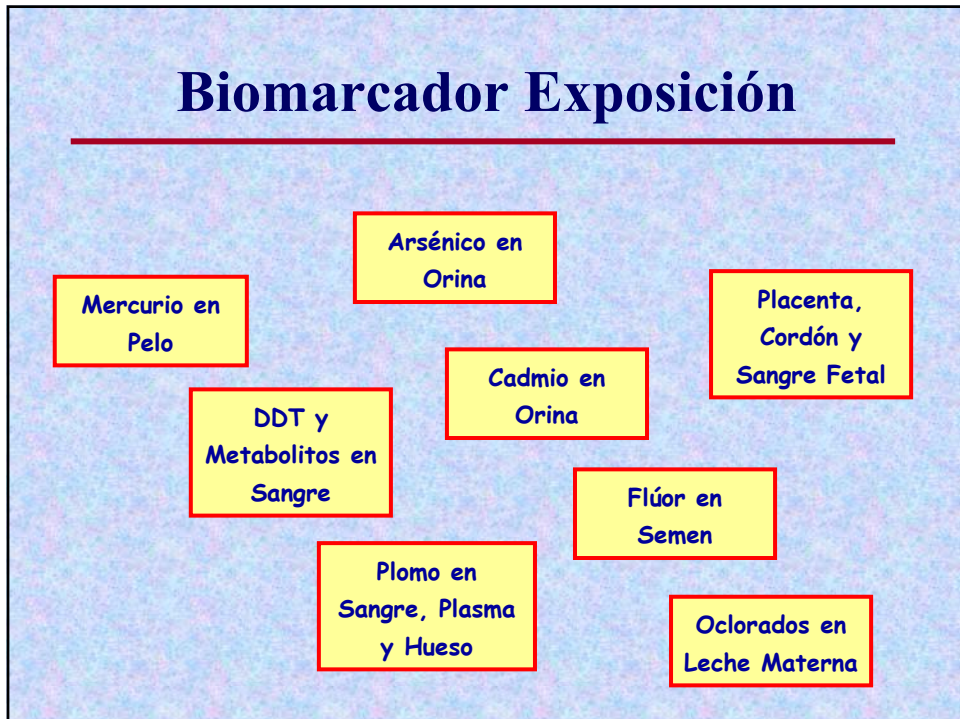 Biomarcador Exposición
Arsénico en
Orina
Mercurio en
Pelo
Placenta,
Cordón y
Sangre Fetal
Cadmio en
Orina
DDT y
Metabolitos en
Sangre
Flúor en
Semen
Plomo en
Sangre, Plasma
y Hueso
Oclorados en
Leche Materna